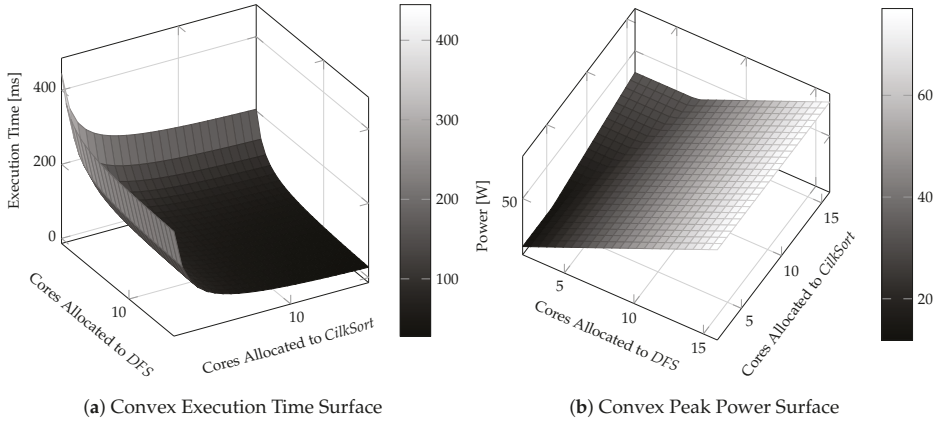 400
200
0
Execution Time [ms]
10
Cores Allocated to DFS
10
Cores Allocated to CilkSort
400
300
200
100
50
Power [W]
5
10
15
Cores Allocated to DFS
5
10
15
Cores Allocated to CilkSort
60
40
20
(a) Convex Execution Time Surface
(b) Convex Peak Power Surface